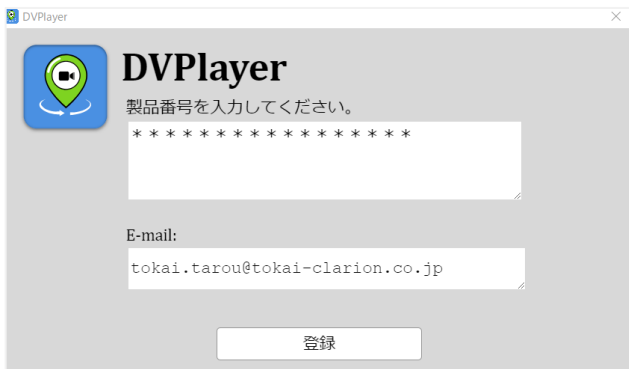 DVPlayer
DVPlayer
製品番号を入力してください。
* * * * * * * * * * * * * * * * *
E-mail:
tokai.tarou@tokai-clarion.co.jp
登録